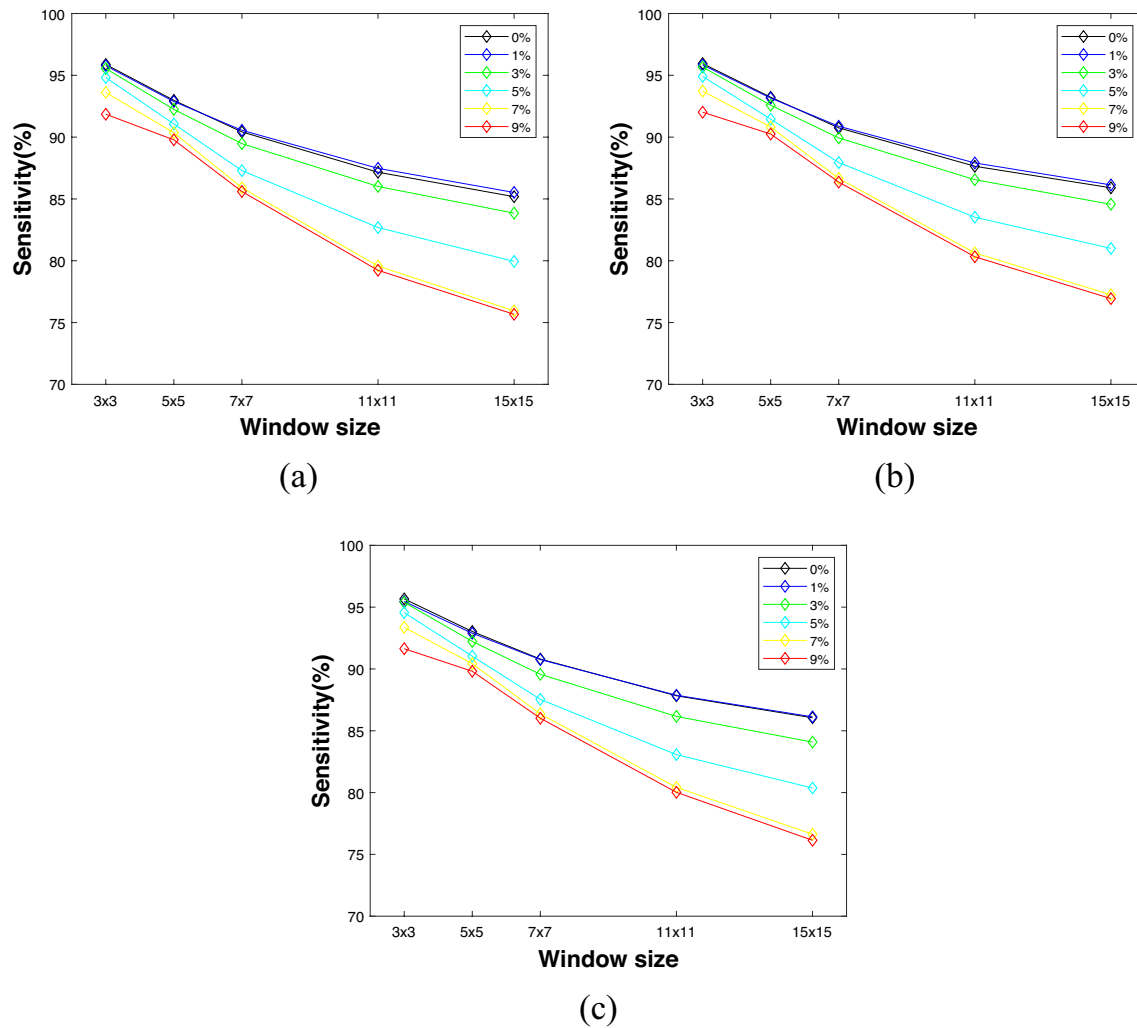 100
95
90
85
80
75
70
Sensitivity(%)
0%
1%
3%
5%
7%
9%
3x3
5x5
7x7
11x11
15x15
Window size
(a)
100
95
90
85
80
75
70
Sensitivity(%)
0%
1%
3%
5%
7%
9%
3x3
5x5
7x7
11x11
15x15
Window size
(b)
100
95
90
85
80
75
70
Sensitivity(%)
0%
1%
3%
5%
7%
9%
3x3
5x5
7x7
11x11
15x15
Window size
(c)